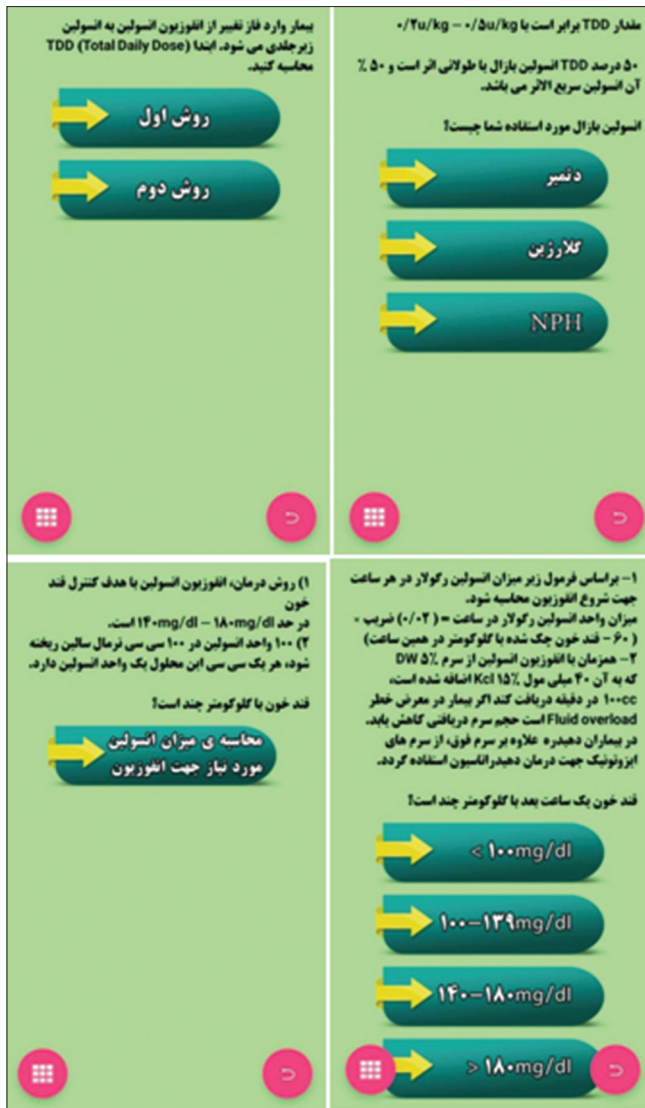 مقدار TDD برابر است با ۰/۲u/kg – ۰/۵u/kg
۵۰ درصد TDD انسولین بازال یا طولانی اثر است و ۵۰ ٪
آن انسولین سریع الاثر می باشد.
انسولین بازال مورد استفاده شما چیست؟
دتمیر
گلارژین
NPH
بیمار وارد فاز تغییر از انفوزیون انسولین به انسولین
زیرجلدی می شود. ابتدا TDD (Total Daily Dose)
محاسبه کنید.
روش اول
روش دوم
۱- براساس فرمول زیر میزان انسولین رگولار در هر ساعت
جهت شروع انفوزیون محاسبه شود.
میزان واحد انسولین رگولار در ساعت = (۰/۰۲) ضریب ×
(۶۰ - قند خون چک شده با گلوکومتر در همین ساعت)
۲- همزمان با انفوزیون انسولین از سرم DW ۵٪
که به آن ۴۰ میلی مول Kcl ۱۵٪ اضافه شده است،
۱۰۰cc در دقیقه دریافت کند اگر بیمار در معرض خطر
Fluid overload است حجم سرم دریافتی کاهش یابد.
در بیماران دهیدره علاوه بر سرم فوق، از سرم های
ایزوتونیک جهت درمان دهیدراتاسیون استفاده گردد.
قند خون یک ساعت بعد با گلوکومتر چند است؟
< ۱۰۰mg/dl
۱۰۰–۱۳۹mg/dl
۱۴۰–۱۸۰mg/dl
> ۱۸۰mg/dl
۱) روش درمان، انفوزیون انسولین با هدف کنترل قند
خون
در حد ۱۴۰mg/dl – ۱۸۰mg/dl است.
۲) ۱۰۰ واحد انسولین در ۱۰۰ سی سی نرمال سالین ریخته
شود، هر یک سی سی این محلول یک واحد انسولین دارد.
قند خون با گلوکومتر چند است؟
محاسبه ی میزان انسولین
مورد نیاز جهت انفوزیون